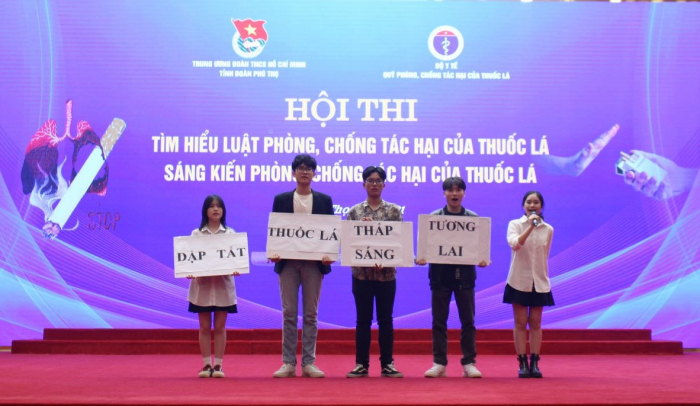 TRUNG ƯƠNG ĐOÀN TNCS HỒ CHÍ MINH
TỈNH ĐOÀN PHÚ THỌ
BỘ Y TẾ
QUỸ PHÒNG, CHỐNG TÁC HẠI CỦA THUỐC LÁ
HỘI THI
TÌM HIỂU LUẬT PHÒNG, CHỐNG TÁC HẠI CỦA THUỐC LÁ
SÁNG KIẾN PHÒNG CHỐNG TÁC HẠI CỦA THUỐC LÁ
STOP
DẬP TẮT
THUỐC LÁ
THẮP
SÁNG
TƯƠNG
LAI